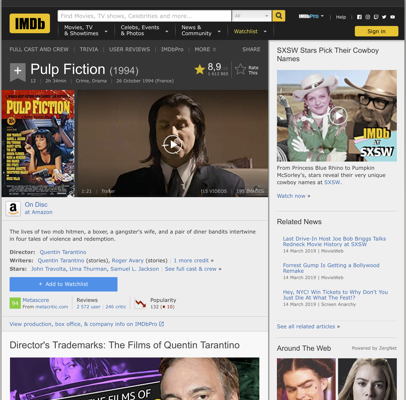 IMDb
Find Movies, TV shows, Celebrities and more...
All
IMDbPro
Help
Movies, TV
& Showtimes
Celebs, Events
& Photos
News &
Community
Watchlist
Sign in
FULL CAST AND CREW | TRIVIA | USER REVIEWS | IMDbPro | MORE
SHARE
+
Pulp Fiction (1994)
12 | 2h 34min | Crime, Drama | 26 October 1994 (France)
8,9
Rate
This
PULP FICTION
1:21 | Trailer
15 VIDEOS
a
On Disc
at Amazon
The lives of two mob hitmen, a boxer, a gangster's wife, and a pair of diner bandits intertwine
in four tales of violence and redemption.
Director: Quentin Tarantino
Writers: Quentin Tarantino (stories), Roger Avary (stories) | 1 more credit »
Stars: John Travolta, Uma Thurman, Samuel L. Jackson | See full cast & crew »
+ Add to Watchlist
94
Metascore
From metacritic.com
Reviews
2 572 user | 246 critic
Popularity
View production, box office, & company info on IMDbPro
Director's Trademarks: The Films of Quentin Tarantino
THE FILMS OF
SXSW Stars Pick Their Cowboy
Names
IMDb
AT
SXSW
From Princess Blue Rhino to Pumpkin
McSorley's, stars reveal their very unique
cowboy names at SXSW.
Watch now »
Related News
Last Drive-In Host Joe Bob Briggs Talks
Redneck Movie History at SXSW
14 March 2019 | MovieWeb
Forrest Gump Is Getting a Bollywood
Remake
14 March 2019 | MovieWeb
Hey, NYC! Win Tickets to Why Don't You
Just Die At What The Fest!?
14 March 2019 | Screen Anarchy
See all related articles »
Around The Web
Powered by ZergNet